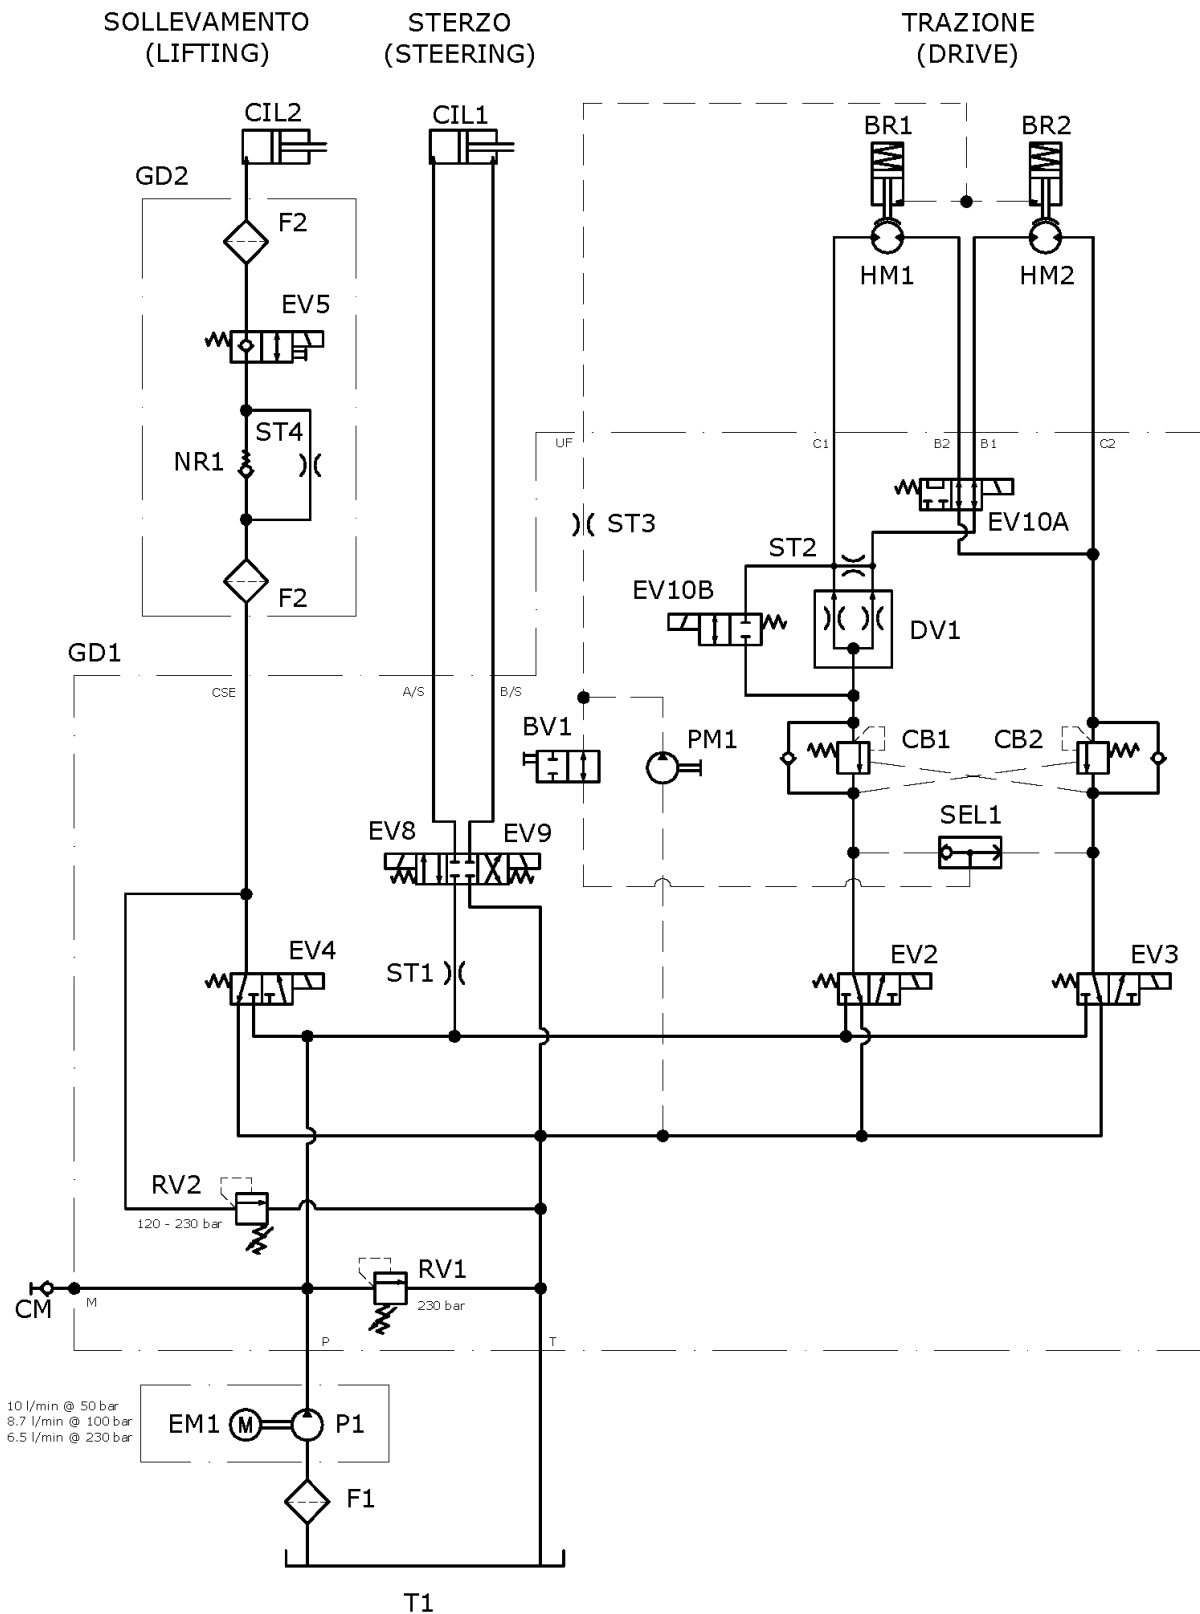 SOLLEVAMENTO
(LIFTING)
STERZO
(STEERING)
TRAZIONE
(DRIVE)
CIL2
CIL1
BR1
BR2
GD2
F2
HM1
HM2
EV5
UF
C1
B2
B1
C2
ST4
NR1
ST3
EV10A
ST2
EV10B
F2
DV1
GD1
CSE
A/S
B/S
BV1
PM1
CB1
CB2
SEL1
EV8
EV9
EV4
ST1
EV2
EV3
RV2
120 - 230 bar
RV1
230 bar
CM
M
P
T
10 l/min @ 50 bar
8.7 l/min @ 100 bar
6.5 l/min @ 230 bar
EM1
M
P1
F1
T1